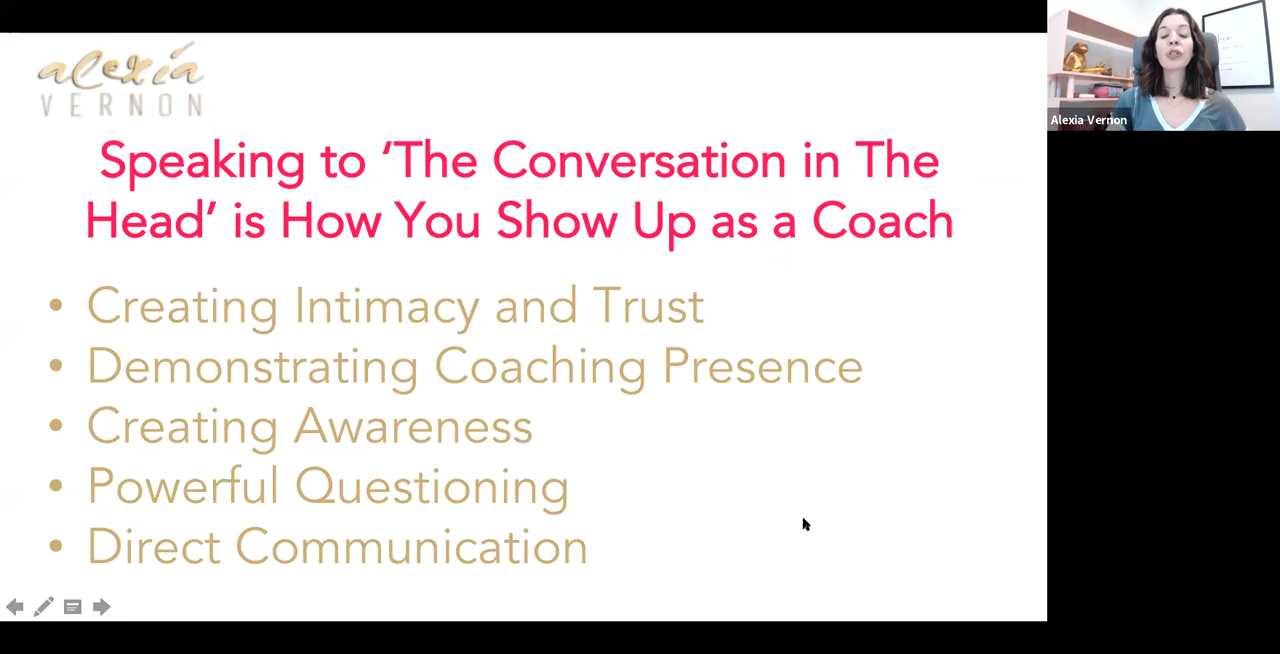 alexia
VERNON
Alexia Vernon
Speaking to ‘The Conversation in The
Head’ is How You Show Up as a Coach
• Creating Intimacy and Trust
• Demonstrating Coaching Presence
• Creating Awareness
• Powerful Questioning
• Direct Communication